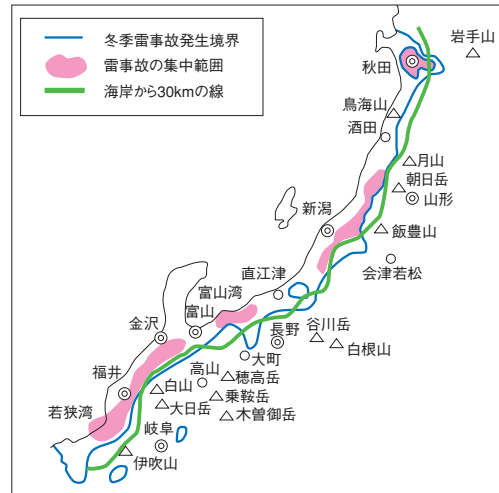 冬季雷事故発生境界
雷事故の集中範囲
海岸から30kmの線
岩手山
秋田
鳥海山
酒田
月山
朝日岳
山形
新潟
飯豊山
会津若松
直江津
富山湾
富山
金沢
長野
谷川岳
白根山
大町
高山
穂高岳
福井
白山
乗鞍岳
大日岳
木曽御岳
若狭湾
岐阜
伊吹山